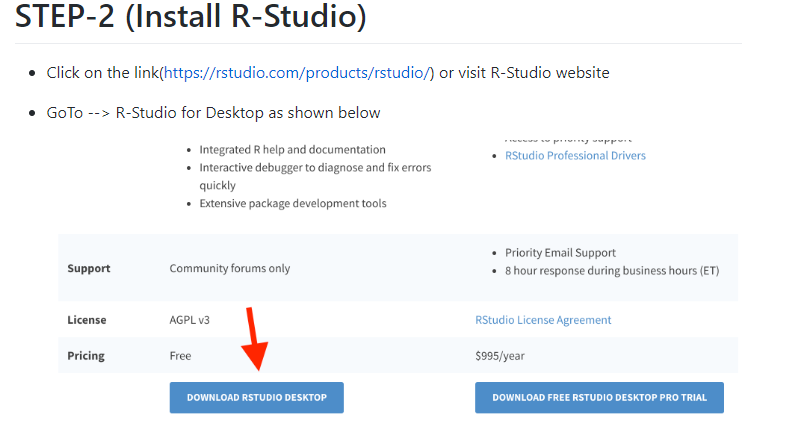 STEP-2 (Install R-Studio)
Click on the link(https://rstudio.com/products/rstudio/) or visit R-Studio website
GoTo --> R-Studio for Desktop as shown below
Access to priority support
Integrated R help and documentation
RStudio Professional Drivers
Interactive debugger to diagnose and fix errors
quickly
Extensive package development tools
Support
Community forums only
Priority Email Support
8 hour response during business hours (ET)
License
AGPL v3
RStudio License Agreement
Pricing
Free
$995/year
DOWNLOAD RSTUDIO DESKTOP
DOWNLOAD FREE RSTUDIO DESKTOP PRO TRIAL